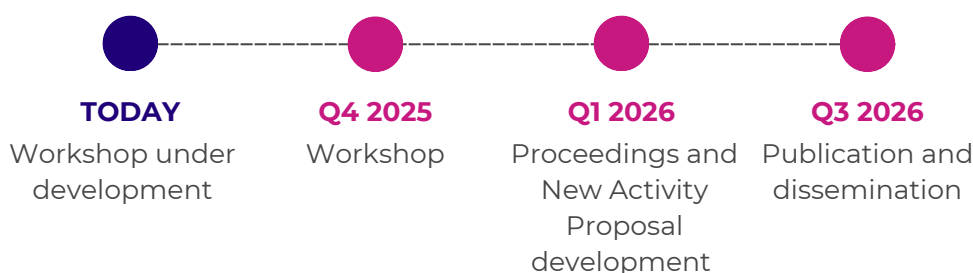 TODAY
Workshop under
development
Q4 2025
Workshop
Q1 2026
Proceedings and
New Activity
Proposal
development
Q3 2026
Publication and
dissemination